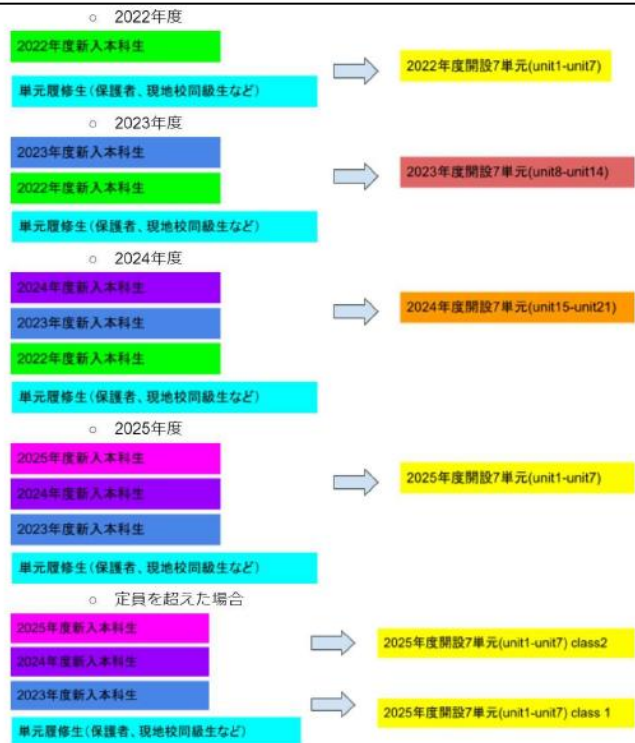 ○ 2022年度
2022年度新入本科生
2022年度開設7単元(unit1-unit7)
単元履修生(保護者、現地校同級生など)
○ 2023年度
2023年度新入本科生
2023年度開設7単元(unit8-unit14)
2022年度新入本科生
単元履修生(保護者、現地校同級生など)
○ 2024年度
2024年度新入本科生
2024年度開設7単元(unit15-unit21)
2023年度新入本科生
2022年度新入本科生
単元履修生(保護者、現地校同級生など)
○ 2025年度
2025年度新入本科生
2025年度開設7単元(unit1-unit7)
2024年度新入本科生
2023年度新入本科生
単元履修生(保護者、現地校同級生など)
○ 定員を超えた場合
2025年度新入本科生
2025年度開設7単元(unit1-unit7) class2
2024年度新入本科生
2023年度新入本科生
2025年度開設7単元(unit1-unit7) class 1
単元履修生(保護者、現地校同級生など)